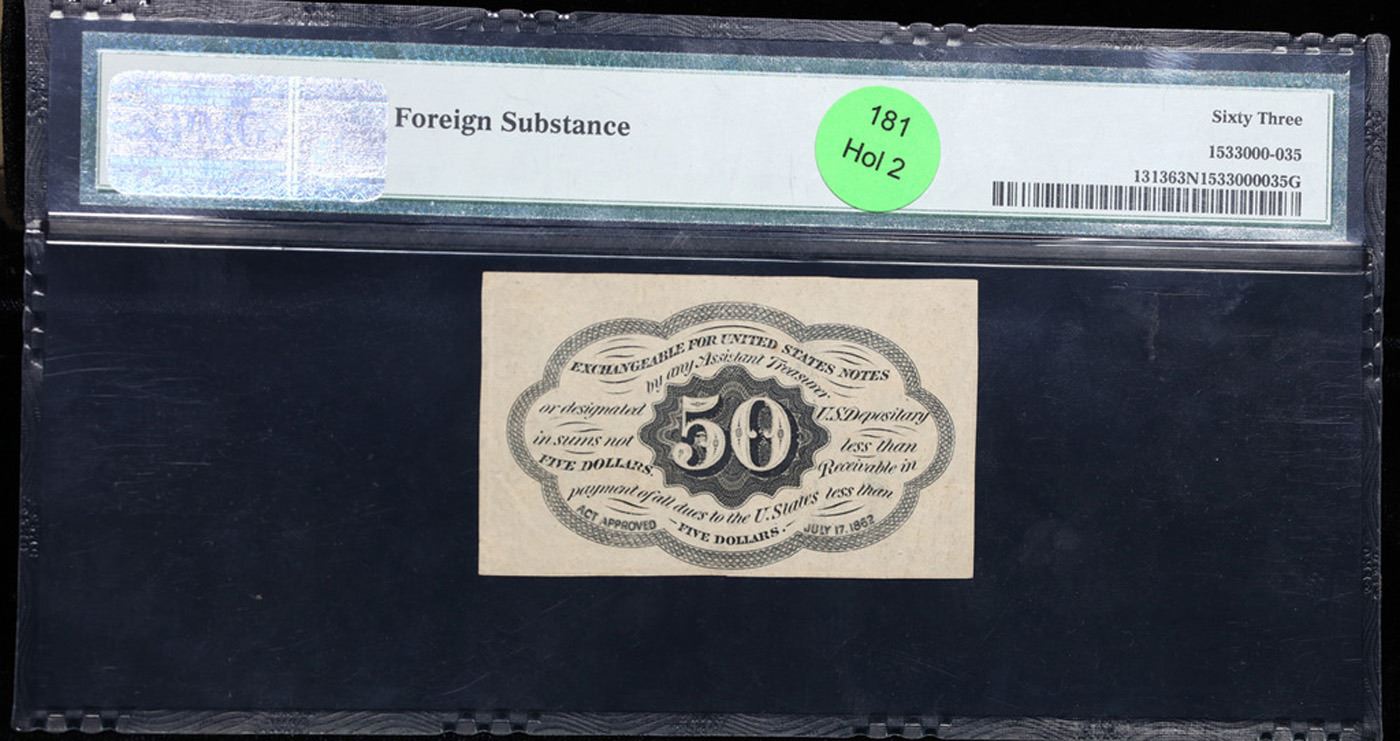 Foreign Substance
181
Hol 2
Sixty Three
1533000-035
131363N1533000035G
EXCHANGEABLE FOR UNITED STATES NOTES
by any Assistant Treasurer
or designated U.S. Depositary
in sums not less than
FIVE DOLLARS. Receivable in
payment of all dues to the U. States less than
FIVE DOLLARS.
ACT APPROVED JULY 17. 1862
50